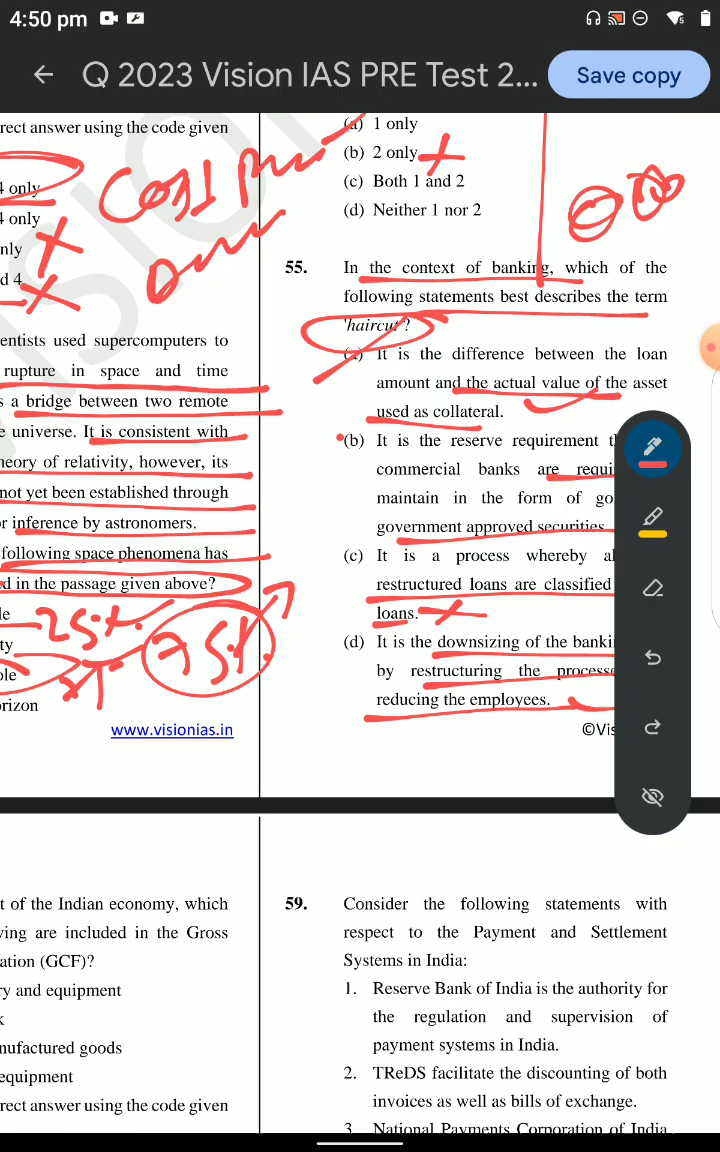 4:50 pm
Q 2023 Vision IAS PRE Test 2...
Save copy
rect answer using the code given
4 only
4 only
nly
d 4
entists used supercomputers to
rupture in space and time
s a bridge between two remote
e universe. It is consistent with
heory of relativity, however, its
not yet been established through
or inference by astronomers.
following space phenomena has
d in the passage given above?
le
ty
ole
orizon
25%
75%
www.visionias.in
(a) 1 only
(b) 2 only
(c) Both 1 and 2
(d) Neither 1 nor 2
55. In the context of banking, which of the
following statements best describes the term
'haircut'?
(a) It is the difference between the loan
amount and the actual value of the asset
used as collateral.
(b) It is the reserve requirement t
commercial banks are requi
maintain in the form of go
government approved securities
(c) It is a process whereby al
restructured loans are classified
loans.
(d) It is the downsizing of the banki
by restructuring the processe
reducing the employees.
©Vis
t of the Indian economy, which
ving are included in the Gross
ation (GCF)?
ry and equipment
k
nufactured goods
equipment
rect answer using the code given
59. Consider the following statements with
respect to the Payment and Settlement
Systems in India:
1. Reserve Bank of India is the authority for
the regulation and supervision of
payment systems in India.
2. TReDS facilitate the discounting of both
invoices as well as bills of exchange.
3. National Payments Corporation of India